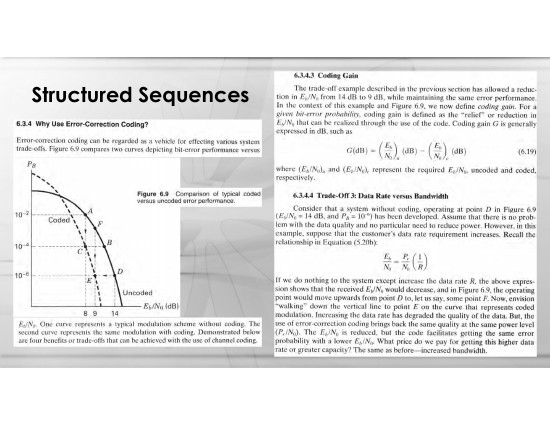 Structured Sequences
6.3.4 Why Use Error-Correction Coding?
Error-correction coding can be regarded as a vehicle for effecting various system
trade-offs. Figure 6.9 compares two curves depicting bit-error performance versus
P_B
10⁻²
10⁻⁴
10⁻⁶
Coded
A
F
B
C
D
E
Uncoded
8 9 14
E_b/N_0 (dB)
Figure 6.9 Comparison of typical coded
versus uncoded error performance.
E_b/N_0. One curve represents a typical modulation scheme without coding. The
second curve represents the same modulation with coding. Demonstrated below
are four benefits or trade-offs that can be achieved with the use of channel coding.
6.3.4.3 Coding Gain
The trade-off example described in the previous section has allowed a reduc-
tion in E_b/N_0 from 14 dB to 9 dB, while maintaining the same error performance.
In the context of this example and Figure 6.9, we now define coding gain. For a
given bit-error probability, coding gain is defined as the "relief" or reduction in
E_b/N_0 that can be realized through the use of the code. Coding gain G is generally
expressed in dB, such as
G(dB) = (E_b/N_0)_u (dB) − (E_b/N_0)_c (dB) (6.19)
where (E_b/N_0)_u and (E_b/N_0)_c represent the required E_b/N_0, uncoded and coded,
respectively.
6.3.4.4 Trade-Off 3: Data Rate versus Bandwidth
Consider that a system without coding, operating at point D in Figure 6.9
(E_b/N_0 = 14 dB, and P_B = 10⁻⁶) has been developed. Assume that there is no prob-
lem with the data quality and no particular need to reduce power. However, in this
example, suppose that the customer's data rate requirement increases. Recall the
relationship in Equation (5.20b):
E_b/N_0 = P_r/N_0 (1/R)
If we do nothing to the system except increase the data rate R, the above expres-
sion shows that the received E_b/N_0 would decrease, and in Figure 6.9, the operating
point would move upwards from point D to, let us say, some point F. Now, envision
"walking" down the vertical line to point E on the curve that represents coded
modulation. Increasing the data rate has degraded the quality of the data. But, the
use of error-correction coding brings back the same quality at the same power level
(P_r/N_0). The E_b/N_0 is reduced, but the code facilitates getting the same error
probability with a lower E_b/N_0. What price do we pay for getting this higher data
rate or greater capacity? The same as before—increased bandwidth.